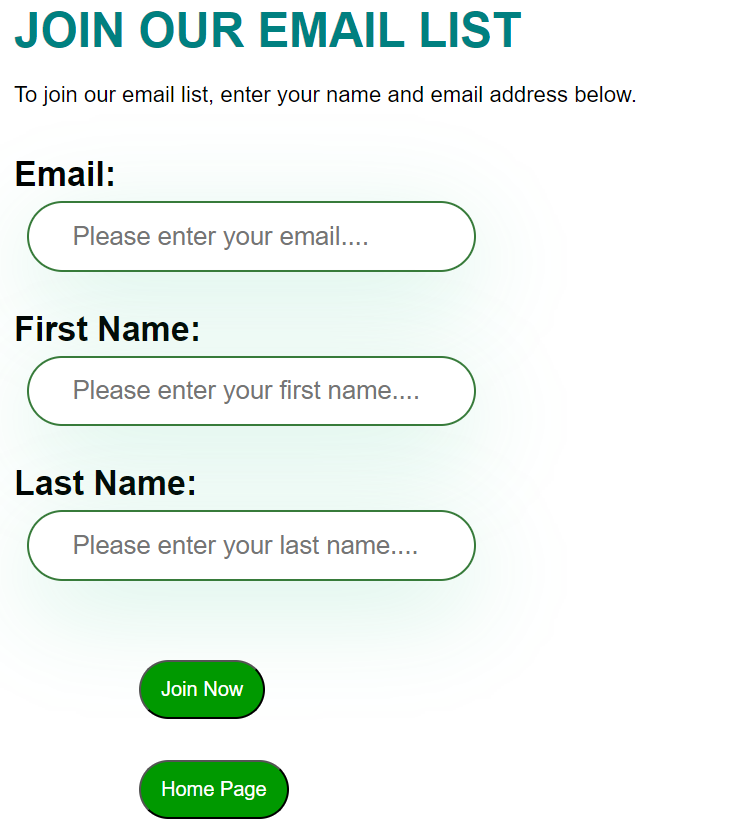 JOIN OUR EMAIL LIST
To join our email list, enter your name and email address below.
Email:
Please enter your email....
First Name:
Please enter your first name....
Last Name:
Please enter your last name....
Join Now
Home Page